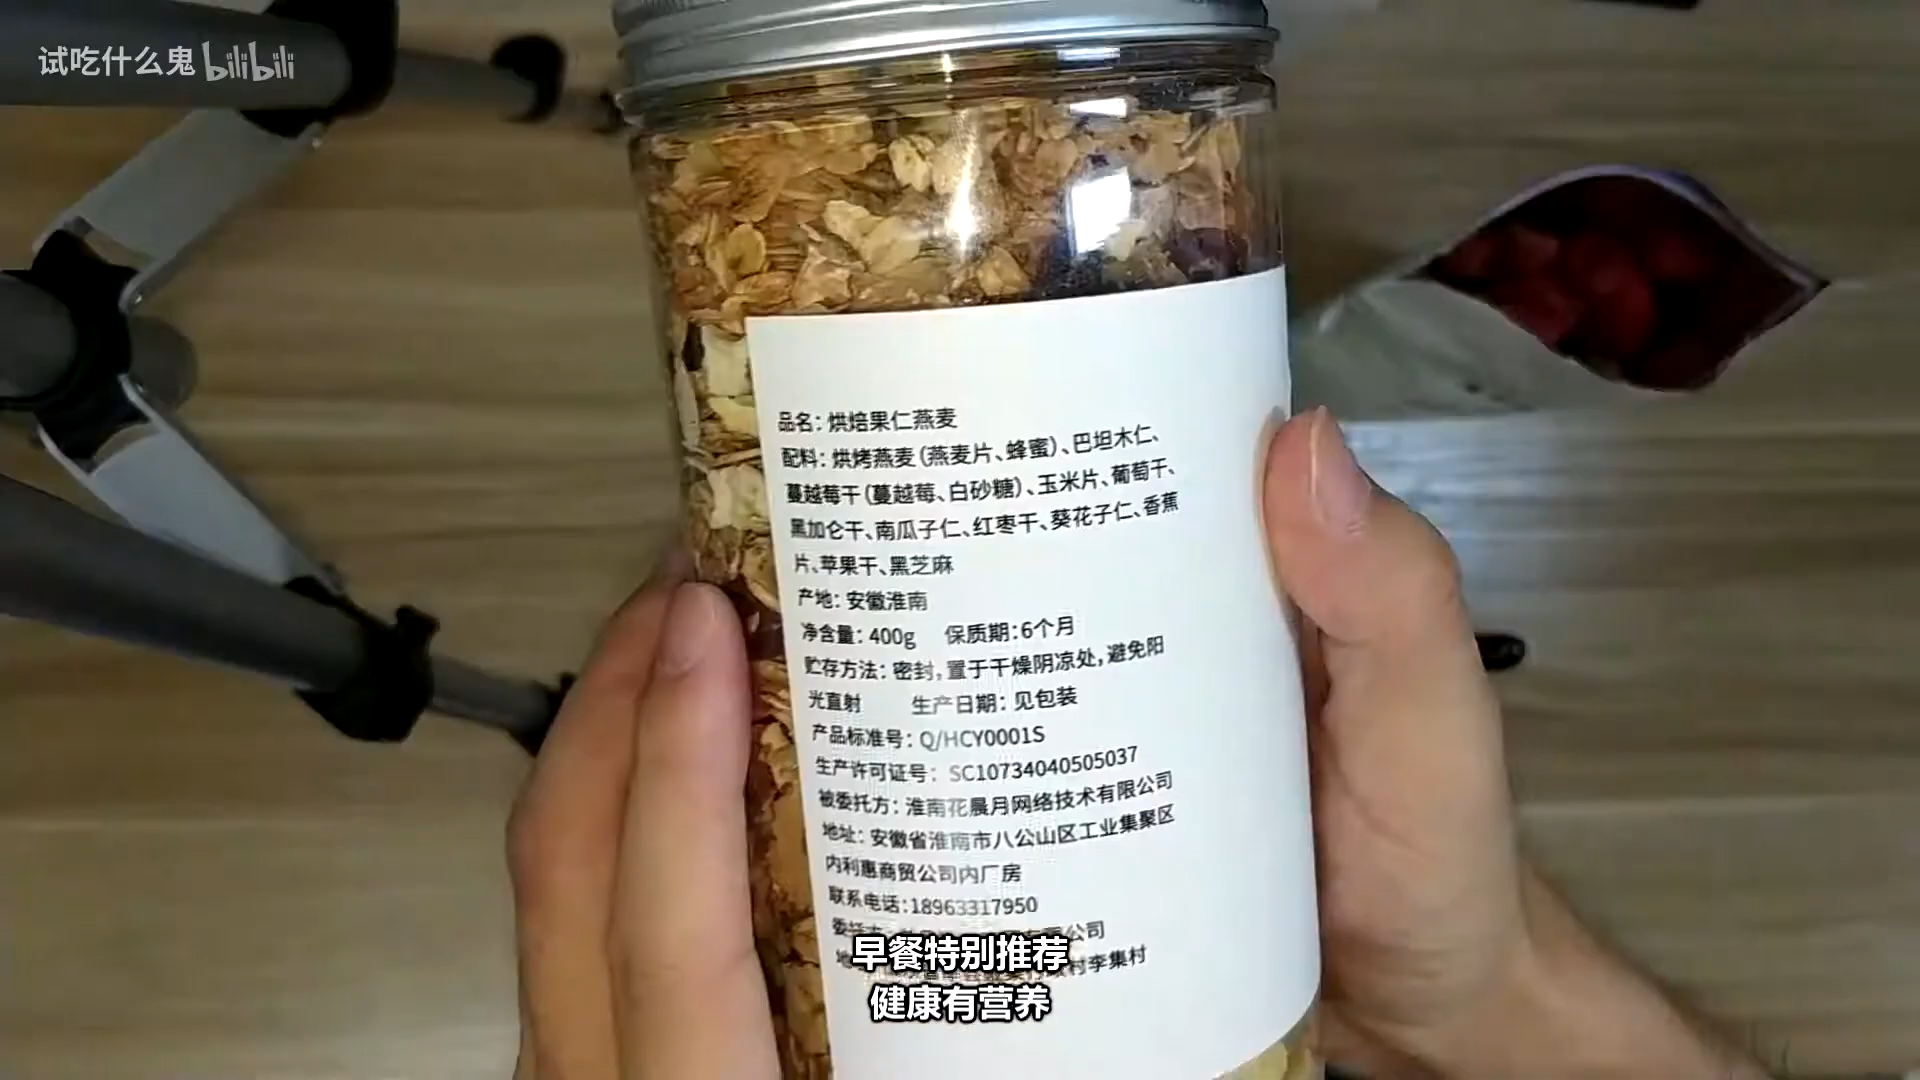 试吃什么鬼 bilibili
品名：烘焙果仁燕麦
配料：烘烤燕麦（燕麦片、蜂蜜）、巴坦木仁、
蔓越莓干（蔓越莓、白砂糖）、玉米片、葡萄干、
黑加仑干、南瓜子仁、红枣干、葵花子仁、香蕉
片、苹果干、黑芝麻
产地：安徽淮南
净含量：400g 保质期：6个月
贮存方法：密封，置于干燥阴凉处，避免阳
光直射 生产日期：见包装
产品标准号：Q/HCY0001S
生产许可证号：SC10734040505037
被委托方：淮南花晨月网络技术有限公司
地址：安徽省淮南市八公山区工业集聚区
内利惠商贸公司内厂房
联系电话：18963317950
公司
村李集村
早餐特别推荐
健康有营养